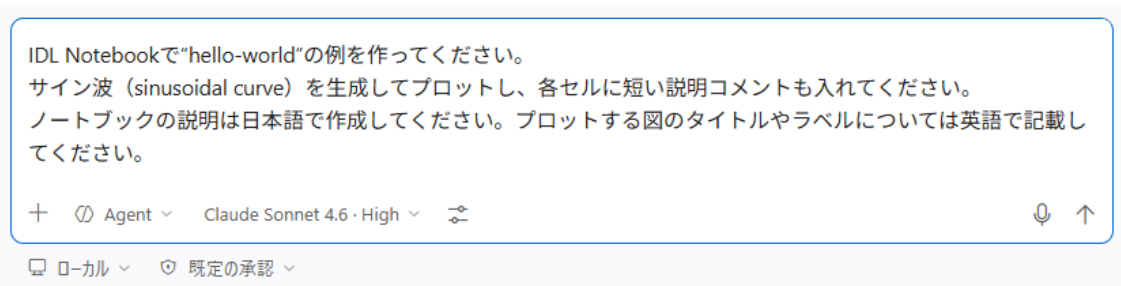 IDL Notebookで“hello-world”の例を作ってください。
サイン波（sinusoidal curve）を生成してプロットし、各セルに短い説明コメントも入れてください。
ノートブックの説明は日本語で作成してください。プロットする図のタイトルやラベルについては英語で記載し
てください。
Agent Claude Sonnet 4.6 · High
ローカル 既定の承認